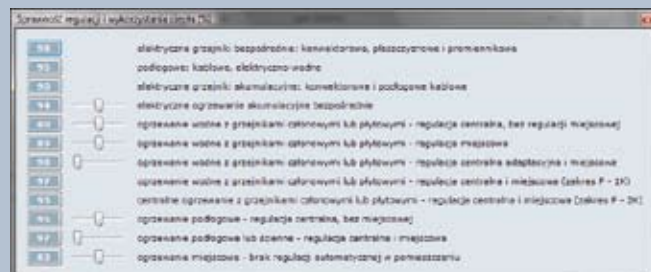 Sprawność regulacji i wykorzystania ciepła [%]
elektryczne grzejniki bezpośrednie: konwektorowe, płaszczyznowe i promiennikowe
podłogowe: kablowe, elektryczno-wodne
elektryczne grzejniki akumulacyjne: konwektorowe i podłogowe kablowe
elektryczne ogrzewanie akumulacyjne bezpośrednie
ogrzewanie wodne z grzejnikami członowymi lub płytowymi - regulacja centralna, bez regulacji miejscowej
ogrzewanie wodne z grzejnikami członowymi lub płytowymi - regulacja miejscowa
ogrzewanie wodne z grzejnikami członowymi lub płytowymi - regulacja centralna adaptacyjna i miejscowa
97 ogrzewanie wodne z grzejnikami członowymi lub płytowymi - regulacja centralna i miejscowa (zakres P - 1K)
centralne ogrzewanie z grzejnikami członowymi lub płytowymi - regulacja centralna i miejscowa (zakres P - 2K)
ogrzewanie podłogowe - regulacja centralna, bez miejscowej
97 ogrzewanie podłogowe lub ścienne - regulacja centralna i miejscowa
ogrzewanie miejscowe - brak regulacji automatycznej w pomieszczeniu